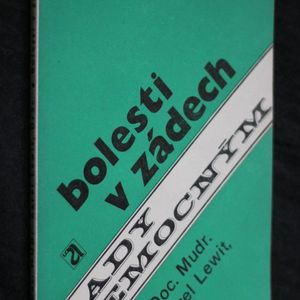 bolesti
v zádech
ADY
EMOCNÝM
Doc. Mudr.
el Lewit,